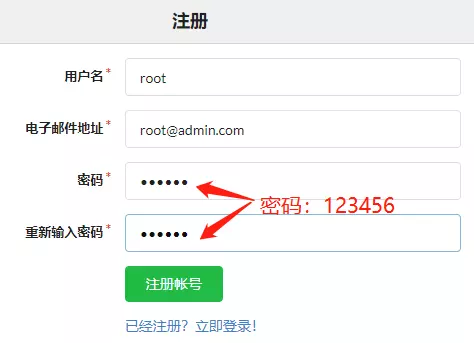 注册
用户名* root
电子邮件地址* root@admin.com
密码* ••••••
密码：123456
重新输入密码* ••••••
注册帐号
已经注册？立即登录！